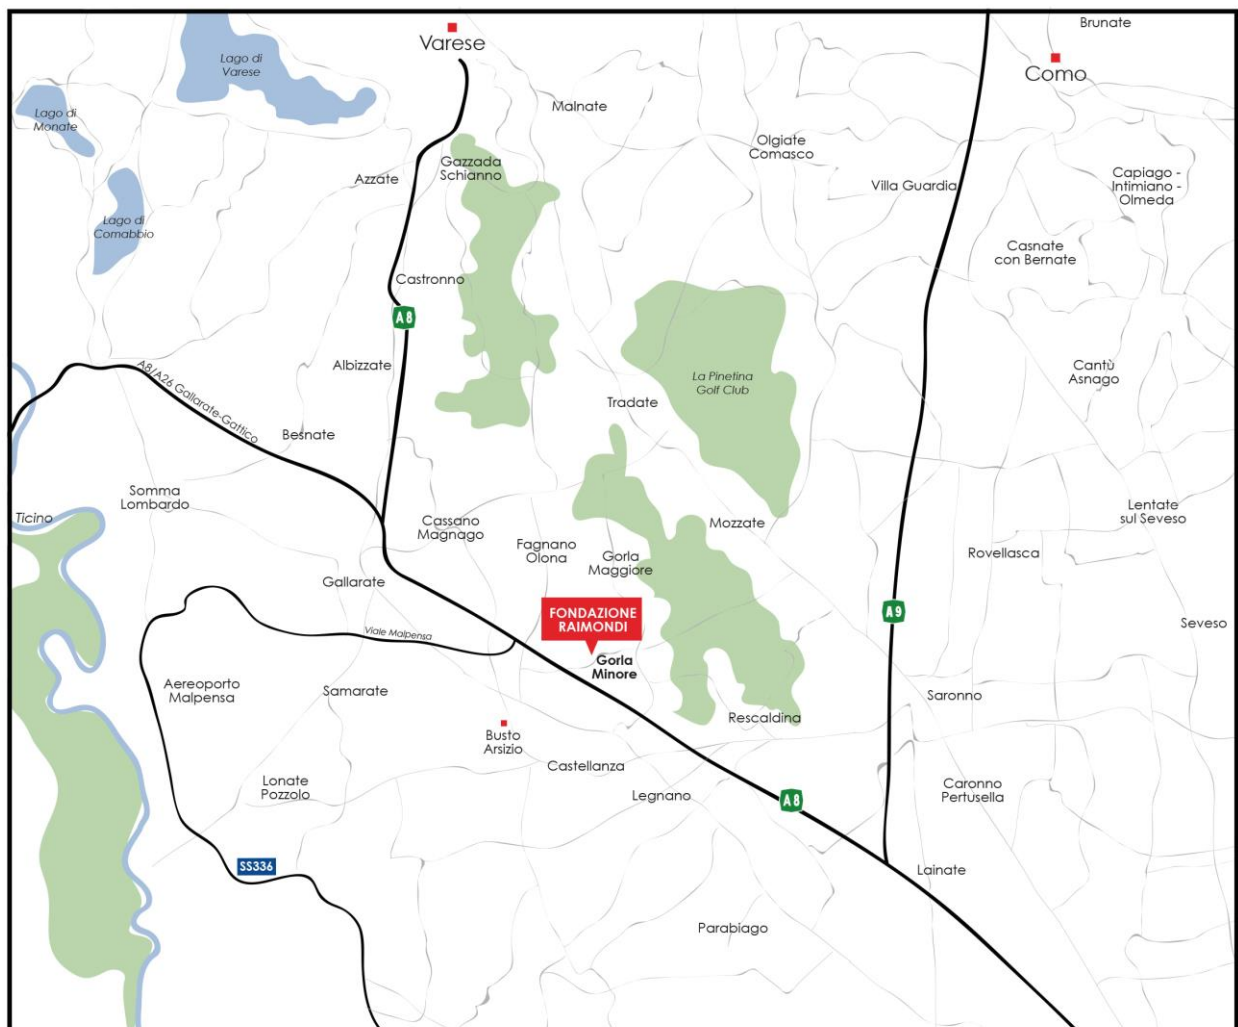 Brunate
Varese
Como
Lago di
Varese
Lago di
Monate
Malnate
Olgiate
Comasco
Gazzada
Schianno
Azzate
Villa Guardia
Capiago -
Intimiano -
Olmeda
Lago di
Comabbio
Casnate
con Bernate
Castronno
A8
Albizzate
A8/A26 Gallarate-Gattico
Cantù
Asnago
La Pinetina
Golf Club
Tradate
Besnate
Somma
Lombardo
Ticino
Cassano
Magnago
Mozzate
Lentate
sul Seveso
Fagnano
Olona
Gorla
Maggiore
Rovellasca
Gallarate
FONDAZIONE
RAIMONDI
A9
Seveso
Viale Malpensa
Gorla
Minore
Aereoporto
Malpensa
Samarate
Saronno
Rescaldina
Busto
Arsizio
Castellanza
Lonate
Pozzolo
Legnano
A8
Caronno
Pertusella
SS336
Lainate
Parabiago